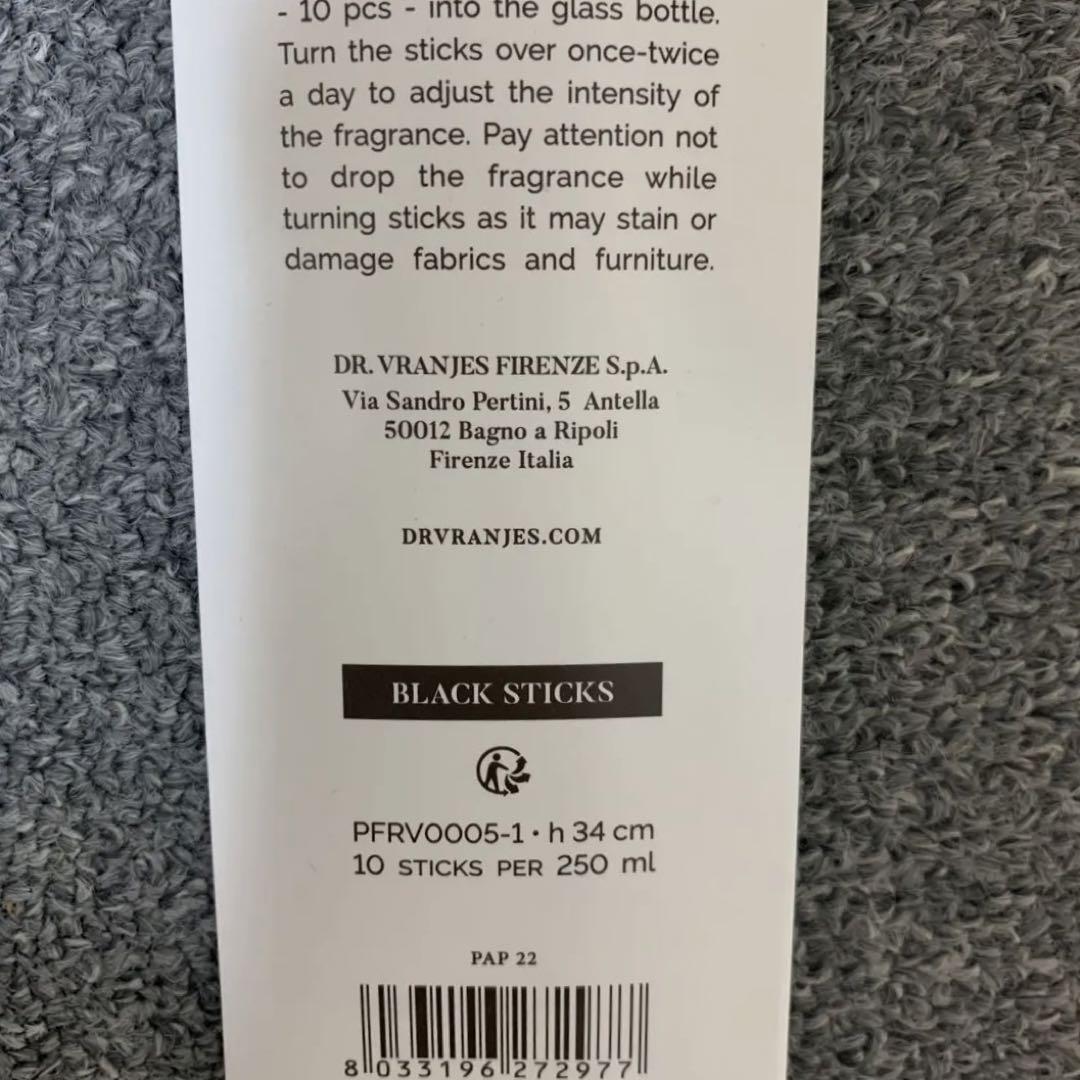 - 10 pcs - into the glass bottle.
Turn the sticks over once-twice
a day to adjust the intensity of
the fragrance. Pay attention not
to drop the fragrance while
turning sticks as it may stain or
damage fabrics and furniture.
DR. VRANJES FIRENZE S.p.A.
Via Sandro Pertini, 5 Antella
50012 Bagno a Ripoli
Firenze Italia
DRVRANJES.COM
BLACK STICKS
PFRV0005-1 • h 34 cm
10 STICKS PER 250 ml
PAP 22
8 033196 272977